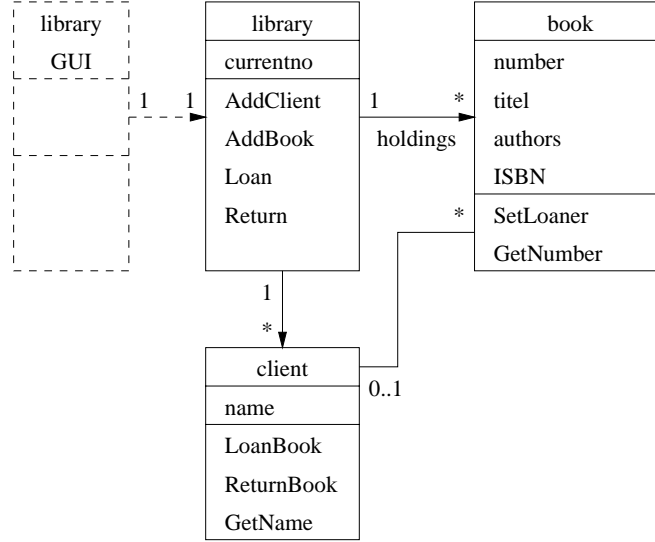 library
GUI
1
1
library
currentno
AddClient
AddBook
Loan
Return
1
*
holdings
book
number
titel
authors
ISBN
SetLoaner
GetNumber
*
1
*
client
name
LoanBook
ReturnBook
GetName
0..1